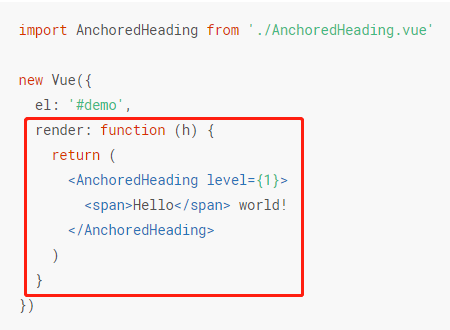 import AnchoredHeading from './AnchoredHeading.vue'
new Vue({
  el: '#demo',
  render: function (h) {
    return (
      <AnchoredHeading level={1}>
        <span>Hello</span> world!
      </AnchoredHeading>
    )
  }
})